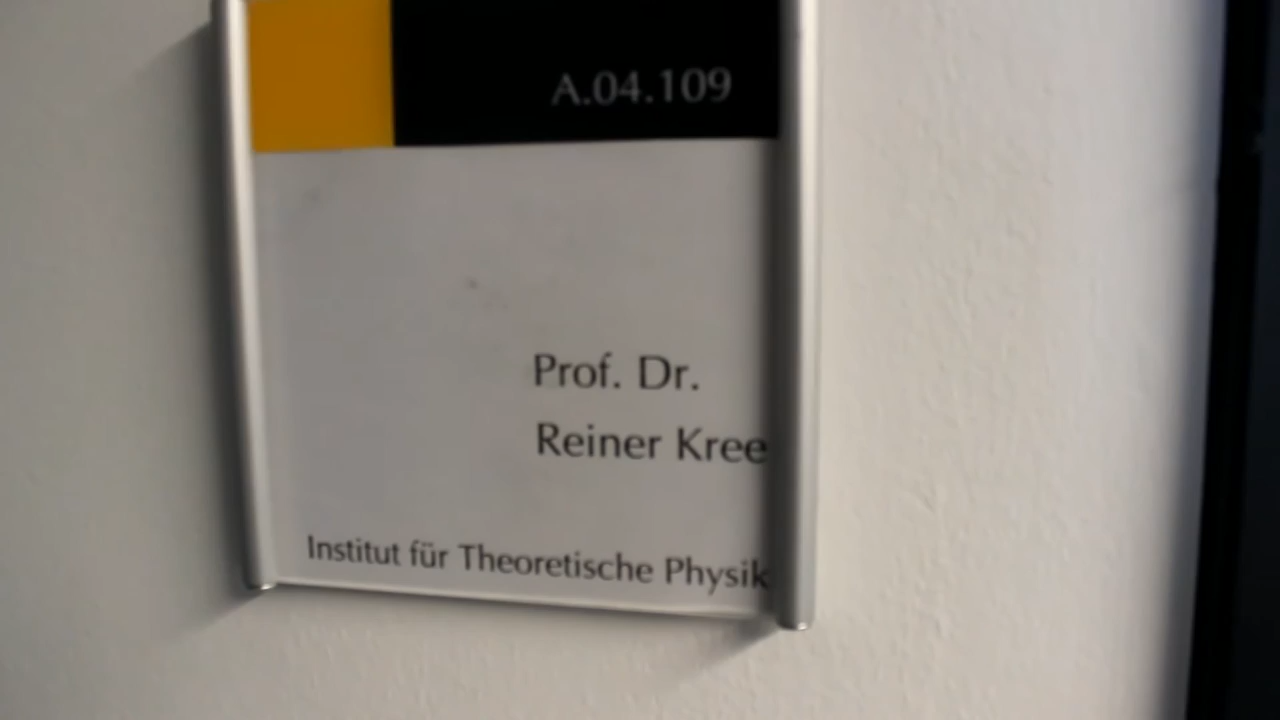 A.04.109
Prof. Dr.
Reiner Kree
Institut für Theoretische Physik